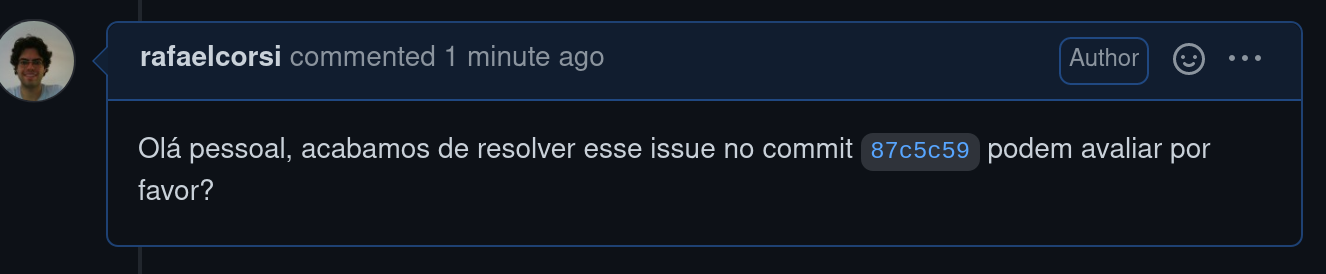 rafaelcorsi commented 1 minute ago Author
Olá pessoal, acabamos de resolver esse issue no commit 87c5c59 podem avaliar por
favor?